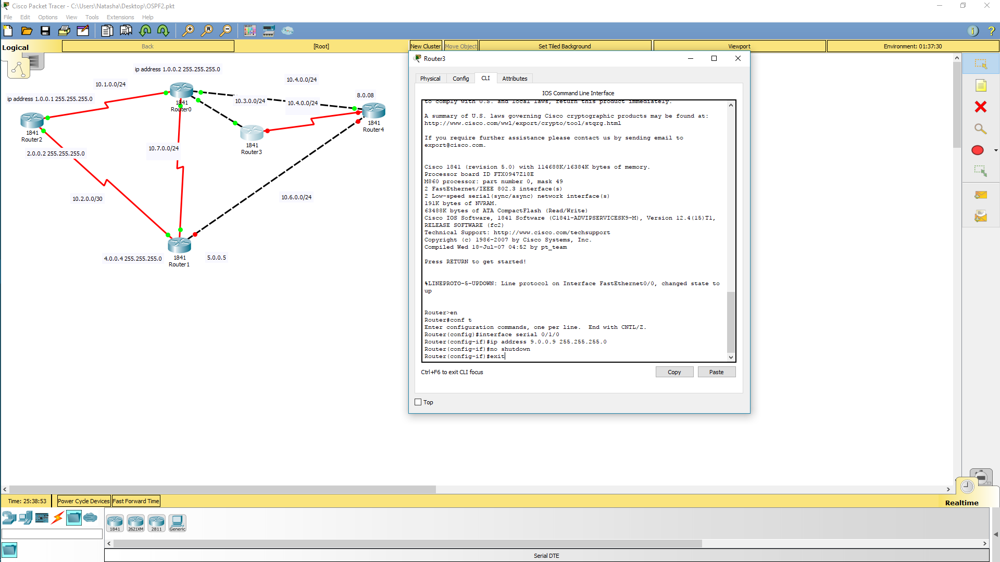 Cisco Packet Tracer - C:\Users\Natasha\Desktop\OSPF2.pkt
File Edit Options View Tools Extensions Help
Logical
Back
[Root]
New Cluster
Move Object
Set Tiled Background
Viewport
Environment: 01:37:30
ip address 1.0.0.2 255.255.255.0
10.1.0.0/24
ip address 1.0.0.1 255.255.255.0
1841
Router0
10.4.0.0/24
10.3.0.0/24
10.4.0.0/24
8.0.08
1841
Router4
1841
Router2
1841
Router3
2.0.0.2 255.255.255.0
10.7.0.0/24
10.2.0.0/30
10.6.0.0/24
4.0.0.4 255.255.255.0
1841
Router1
5.0.0.5
Router3
Physical Config CLI Attributes
IOS Command Line Interface
to comply with U.S. and local laws, return this product immediately.
A summary of U.S. laws governing Cisco cryptographic products may be found at:
http://www.cisco.com/wwl/export/crypto/tool/stqrg.html
If you require further assistance please contact us by sending email to
export@cisco.com.
Cisco 1841 (revision 5.0) with 114688K/16384K bytes of memory.
Processor board ID FTX0947Z18E
M860 processor: part number 0, mask 49
2 FastEthernet/IEEE 802.3 interface(s)
2 Low-speed serial(sync/async) network interface(s)
191K bytes of NVRAM.
63488K bytes of ATA CompactFlash (Read/Write)
Cisco IOS Software, 1841 Software (C1841-ADVIPSERVICESK9-M), Version 12.4(15)T1,
RELEASE SOFTWARE (fc2)
Technical Support: http://www.cisco.com/techsupport
Copyright (c) 1986-2007 by Cisco Systems, Inc.
Compiled Wed 18-Jul-07 04:52 by pt_team
Press RETURN to get started!
%LINEPROTO-5-UPDOWN: Line protocol on Interface FastEthernet0/0, changed state to
up
Router>en
Router#conf t
Enter configuration commands, one per line.  End with CNTL/Z.
Router(config)#interface serial 0/1/0
Router(config-if)#ip address 9.0.0.9 255.255.255.0
Router(config-if)#no shutdown
Router(config-if)#exit
Ctrl+F6 to exit CLI focus
Copy
Paste
Top
Time: 25:38:53
Power Cycle Devices
Fast Forward Time
Realtime
1841
2621XM
2811
Generic
Serial DTE